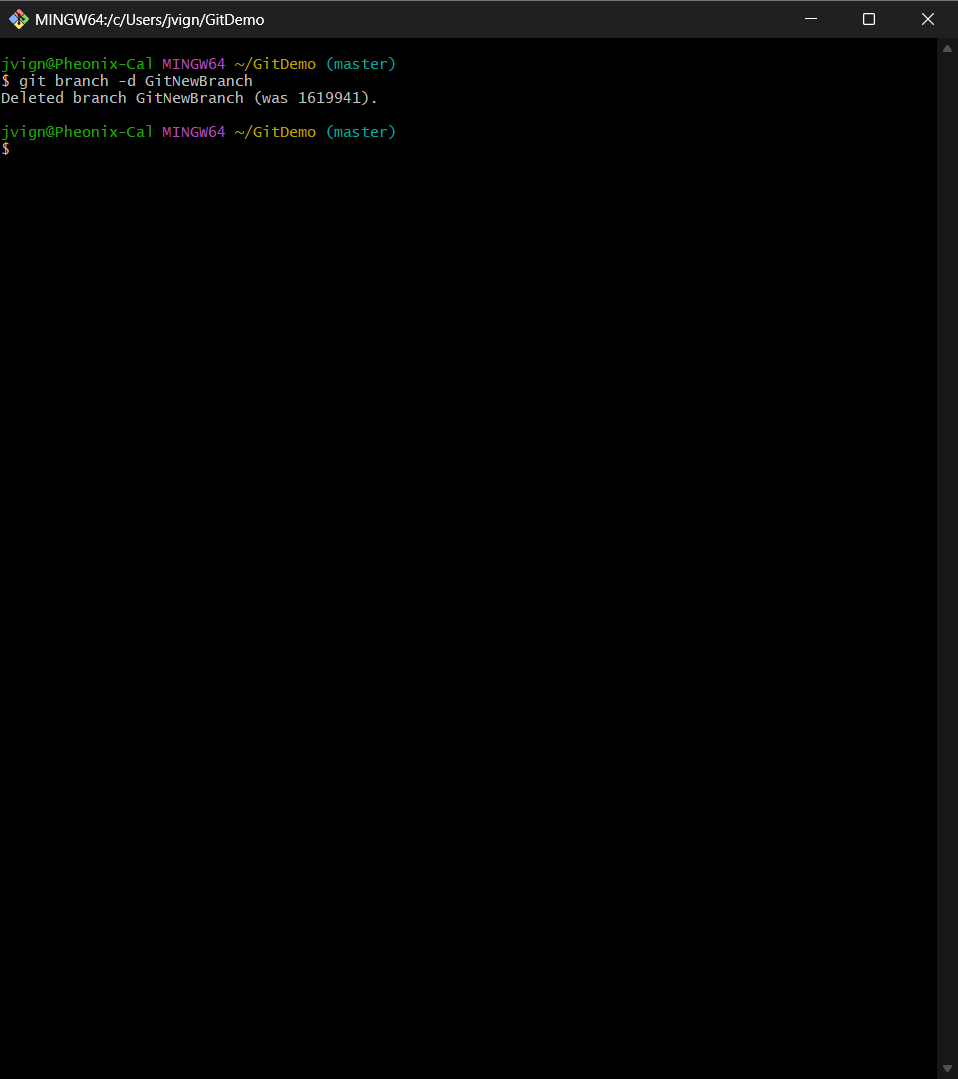 MINGW64:/c/Users/jvign/GitDemo
jvign@Pheonix-Cal MINGW64 ~/GitDemo (master)
$ git branch -d GitNewBranch
Deleted branch GitNewBranch (was 1619941).
jvign@Pheonix-Cal MINGW64 ~/GitDemo (master)
$